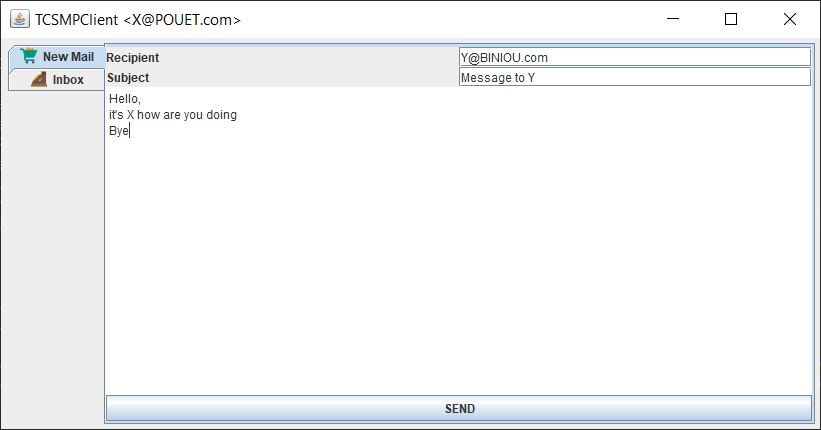 TCSMPClient <X@POUET.com>
New Mail
Inbox
Recipient Y@BINIOU.com
Subject Message to Y
Hello,
it's X how are you doing
Bye
SEND